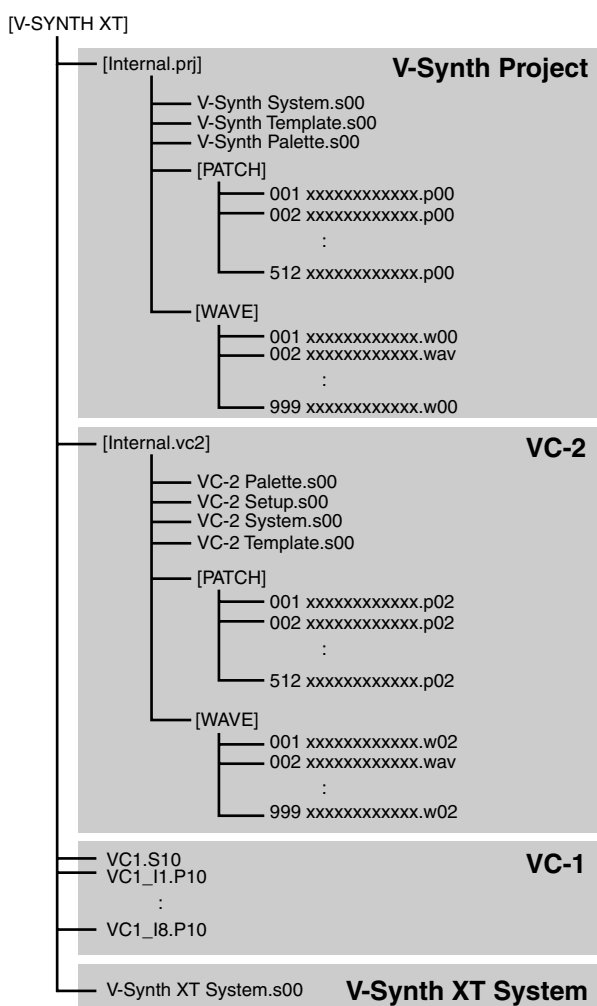 [V-SYNTH XT]
[Internal.prj]
V-Synth Project
V-Synth System.s00
V-Synth Template.s00
V-Synth Palette.s00
[PATCH]
001 xxxxxxxxxxxx.p00
002 xxxxxxxxxxxx.p00
:
512 xxxxxxxxxxxx.p00
[WAVE]
001 xxxxxxxxxxxx.w00
002 xxxxxxxxxxxx.wav
:
999 xxxxxxxxxxxx.w00
[Internal.vc2]
VC-2
VC-2 Palette.s00
VC-2 Setup.s00
VC-2 System.s00
VC-2 Template.s00
[PATCH]
001 xxxxxxxxxxxx.p02
002 xxxxxxxxxxxx.p02
:
512 xxxxxxxxxxxx.p02
[WAVE]
001 xxxxxxxxxxxx.w02
002 xxxxxxxxxxxx.wav
:
999 xxxxxxxxxxxx.w02
VC1.S10
VC-1
VC1_I1.P10
:
VC1_I8.P10
V-Synth XT System.s00
V-Synth XT System